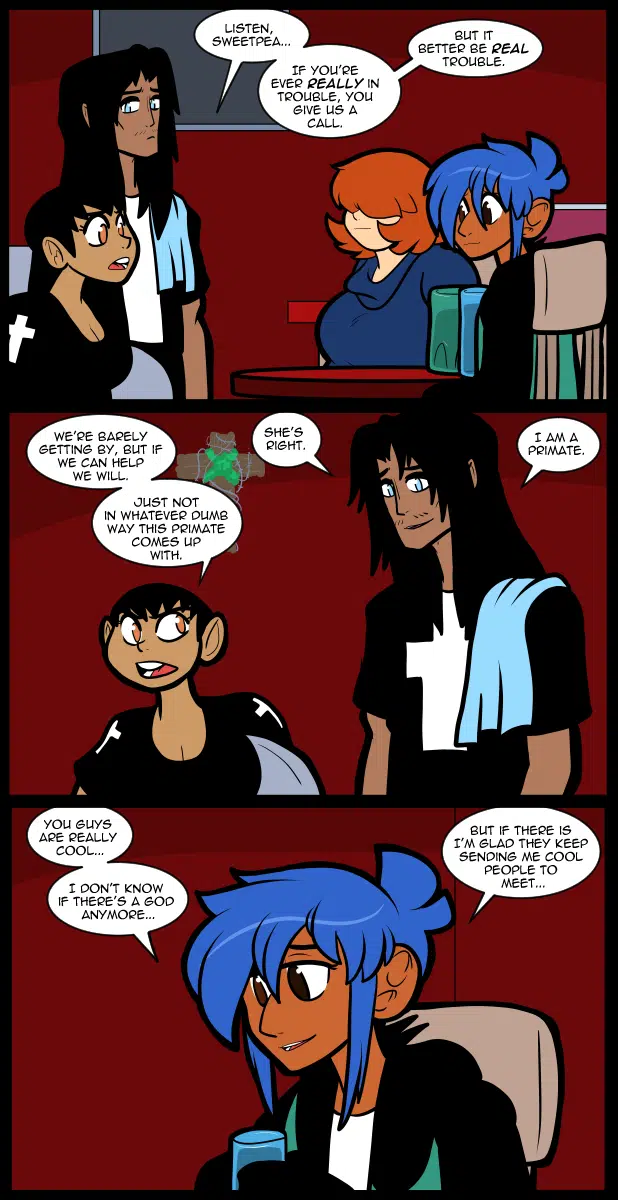 LISTEN,
SWEETPEA...
IF YOU'RE
EVER REALLY IN
TROUBLE, YOU
GIVE US A
CALL.
BUT IT
BETTER BE REAL
TROUBLE.
WE'RE BARELY
GETTING BY, BUT IF
WE CAN HELP
WE WILL.
JUST NOT
IN WHATEVER DUMB
WAY THIS PRIMATE
COMES UP
WITH.
SHE'S
RIGHT.
I AM A
PRIMATE.
YOU GUYS
ARE REALLY
COOL...
I DON'T KNOW
IF THERE'S A GOD
ANYMORE...
BUT IF THERE IS
I'M GLAD THEY KEEP
SENDING ME COOL
PEOPLE TO
MEET...